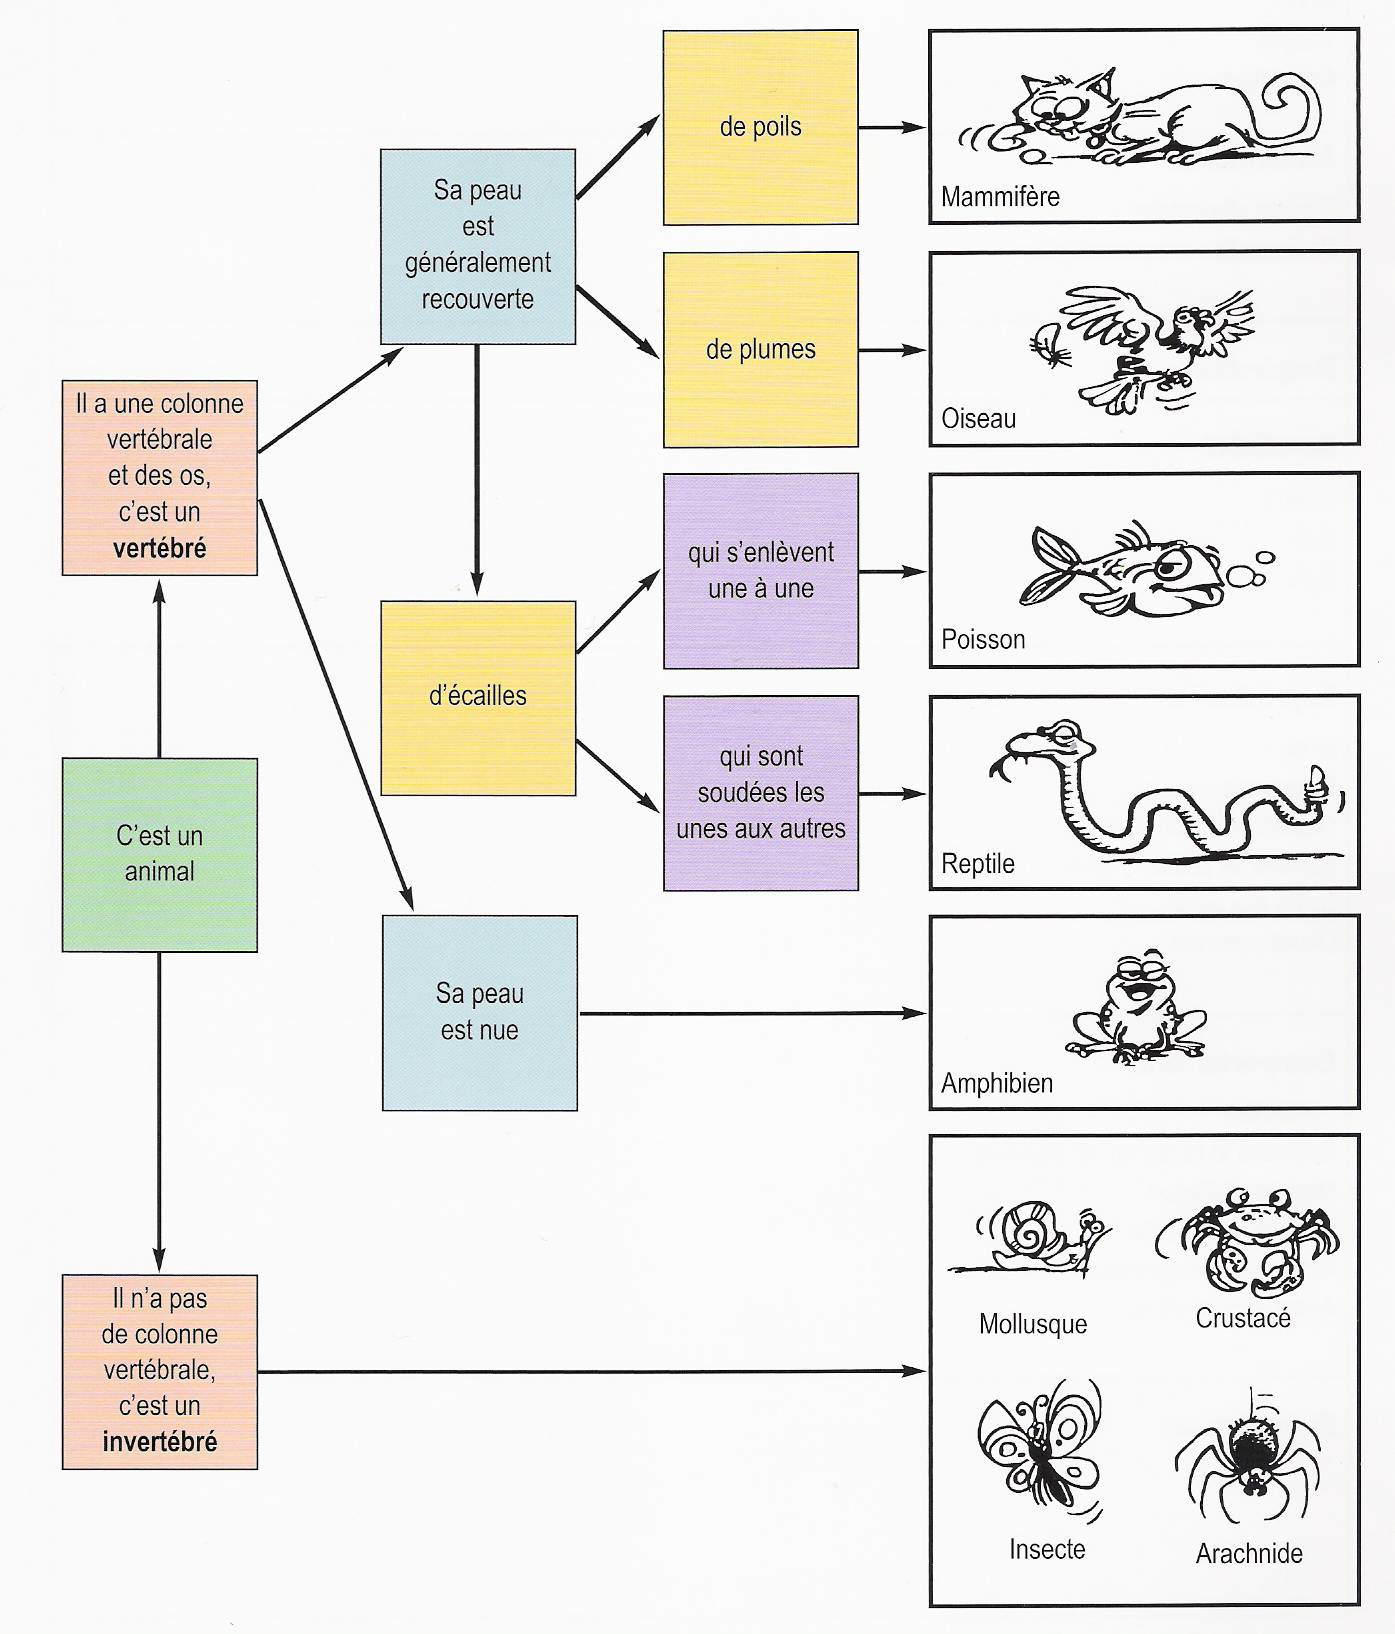 de poils
Mammifère
Sa peau
est
généralement
recouverte
de plumes
Oiseau
Il a une colonne
vertébrale
et des os,
c'est un
vertébré
qui s'enlèvent
une à une
Poisson
d'écailles
qui sont
soudées les
unes aux autres
Reptile
C'est un
animal
Sa peau
est nue
Amphibien
Il n'a pas
de colonne
vertébrale,
c'est un
invertébré
Mollusque
Crustacé
Insecte
Arachnide